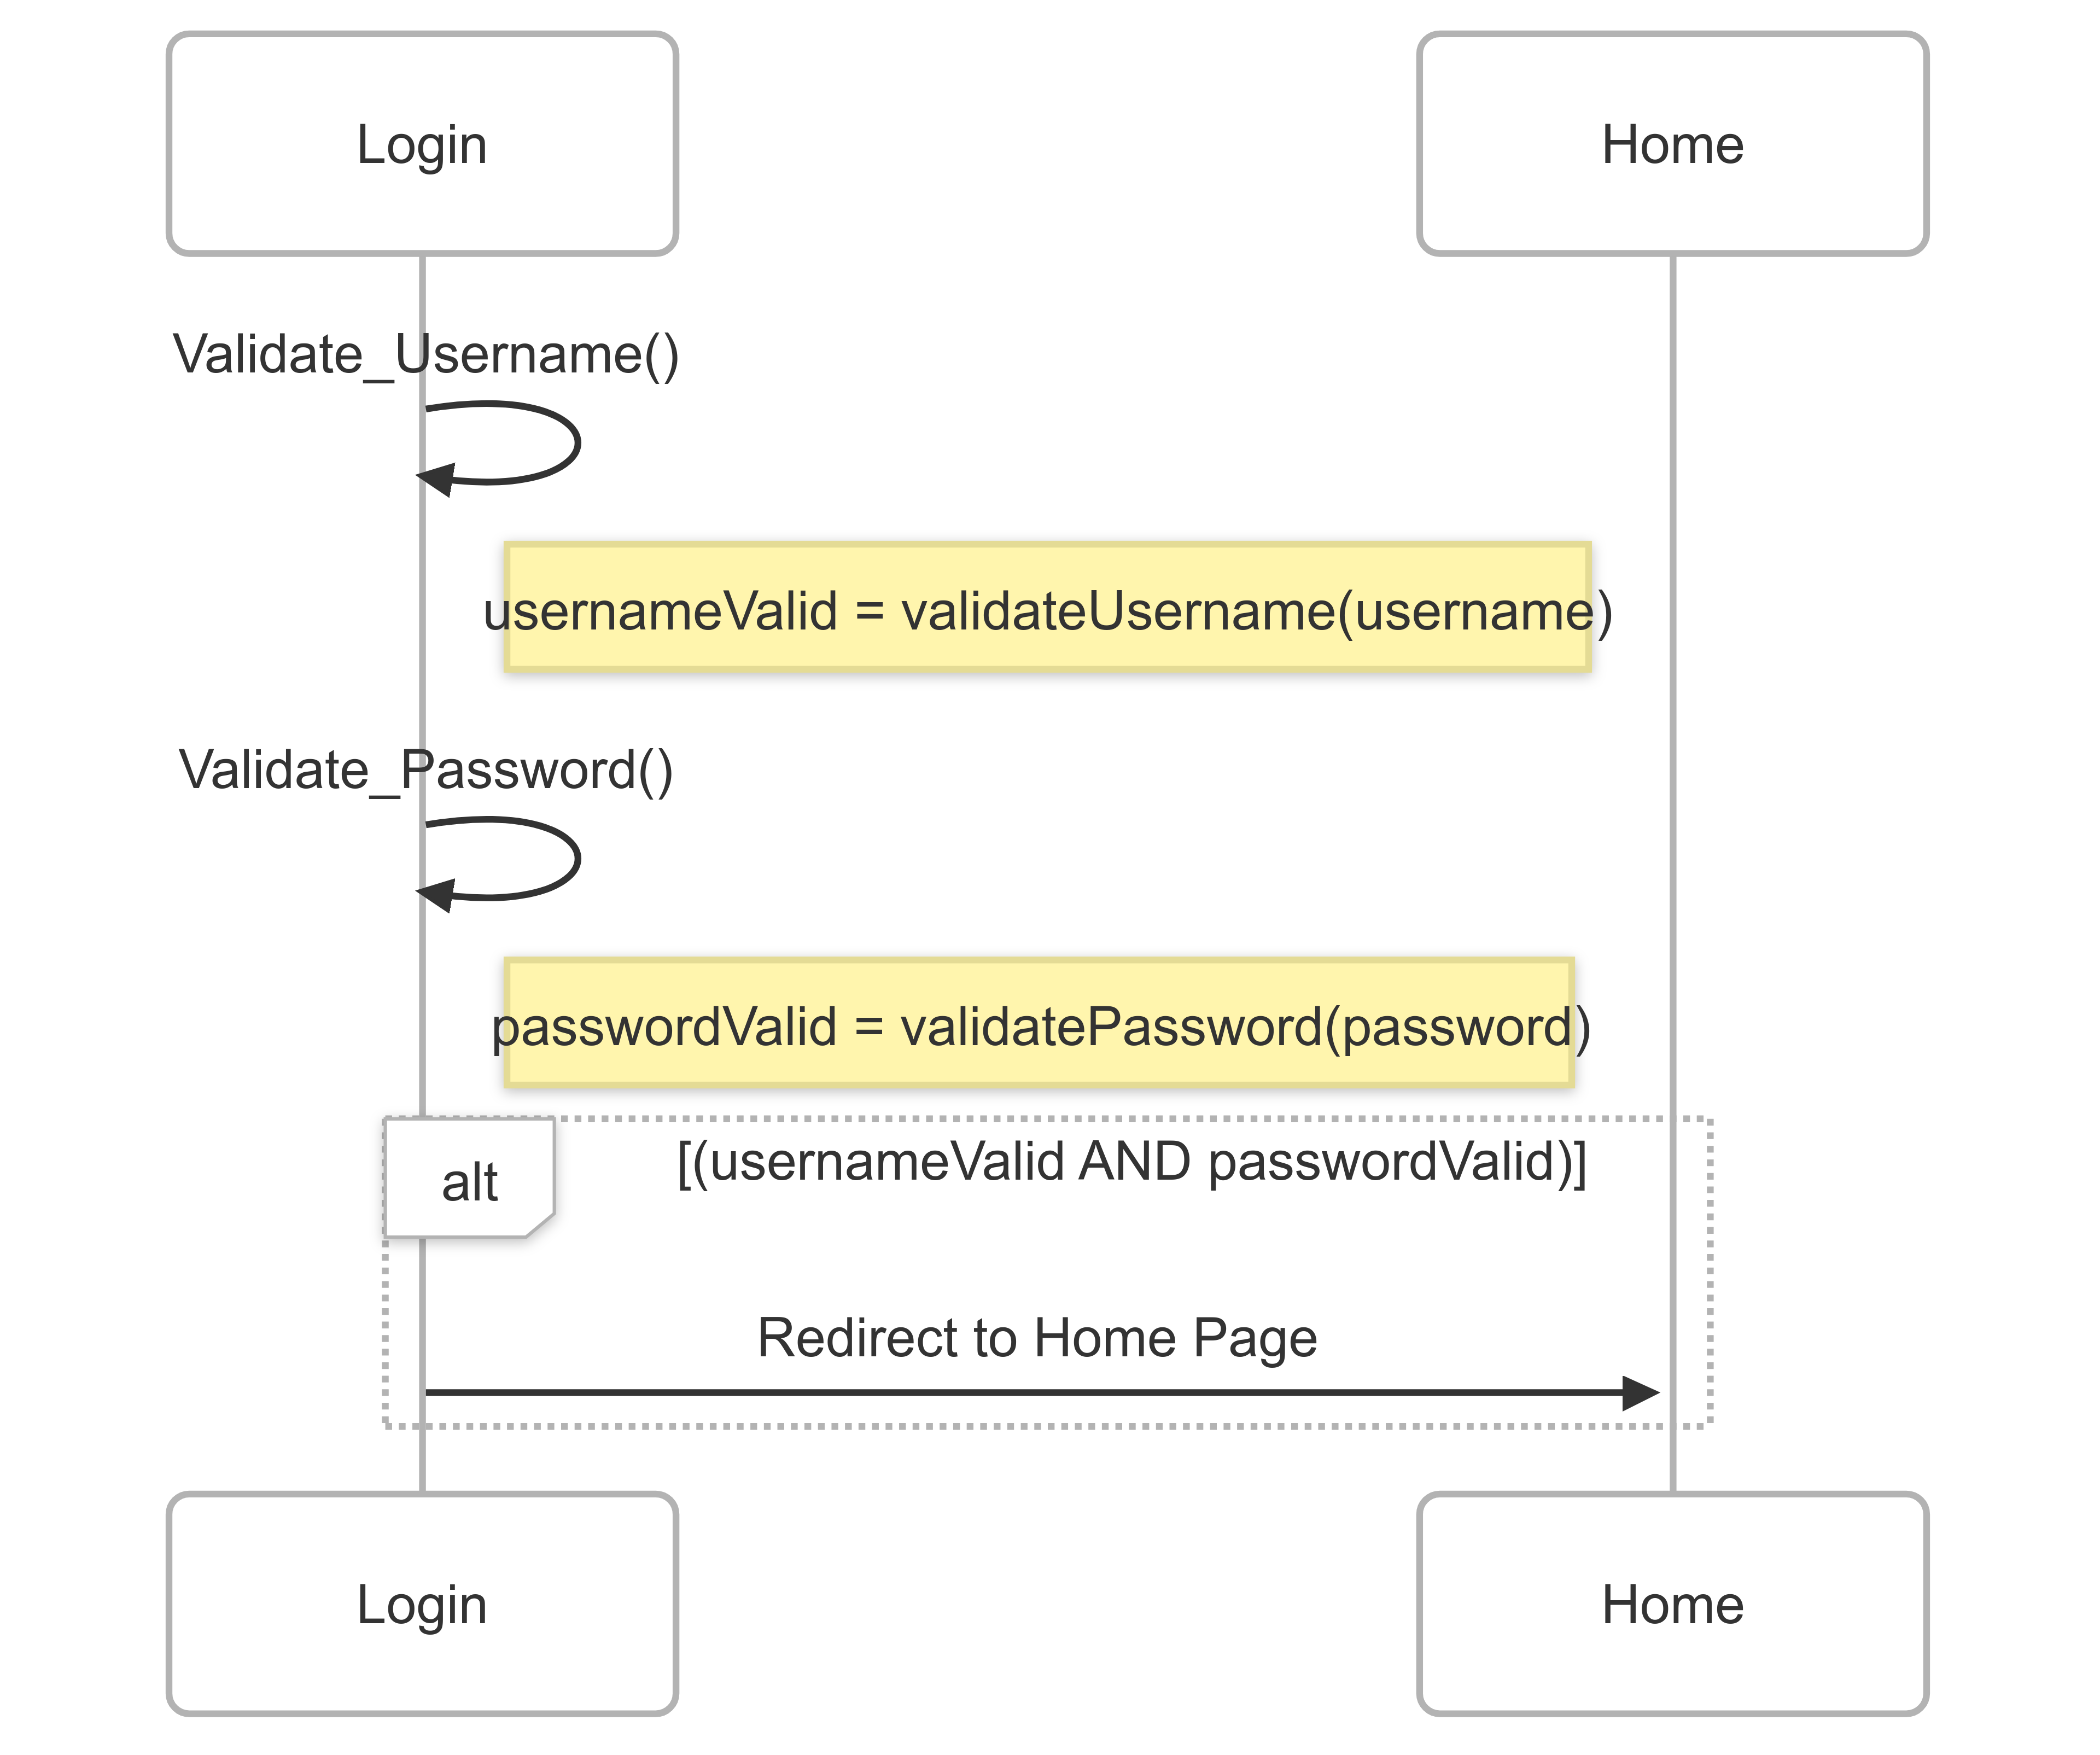 Login
Home
Validate_Username()
usernameValid = validateUsername(username)
Validate_Password()
passwordValid = validatePassword(password)
alt
[(usernameValid AND passwordValid)]
Redirect to Home Page
Login
Home